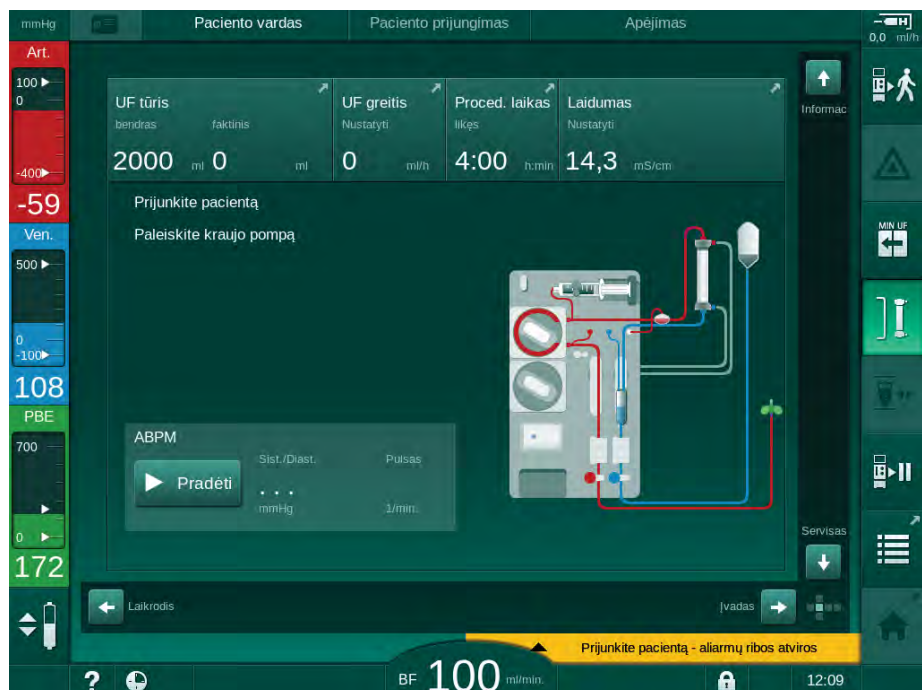 mmHg
Paciento vardas
Paciento prijungimas
Apėjimas
0,0 ml/h
Art.
100
0
-400
-59
Ven.
500
0
-100
108
PBE
700
0
172
UF tūris
bendras faktinis
2000 ml 0 ml
UF greitis
Nustatyti
0 ml/h
Proced. laikas
likęs
4:00 h:min
Laidumas
Nustatyti
14,3 mS/cm
Informac
Prijunkite pacientą
Paleiskite kraujo pompą
MIN UF
ABPM
Sist./Diast. Pulsas
Pradėti
. . .
mmHg 1/min.
Servisas
Laikrodis
Įvadas
Prijunkite pacientą - aliarmų ribos atviros
?
BF 100 ml/min.
12:09